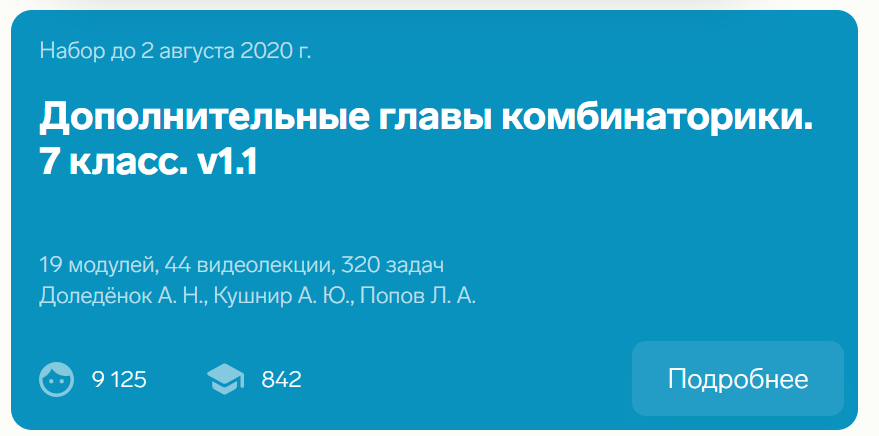 Набор до 2 августа 2020 г.
Дополнительные главы комбинаторики.
7 класс. v1.1
19 модулей, 44 видеолекции, 320 задач
Доледёнок А. Н., Кушнир А. Ю., Попов Л. А.
9 125
842
Подробнее